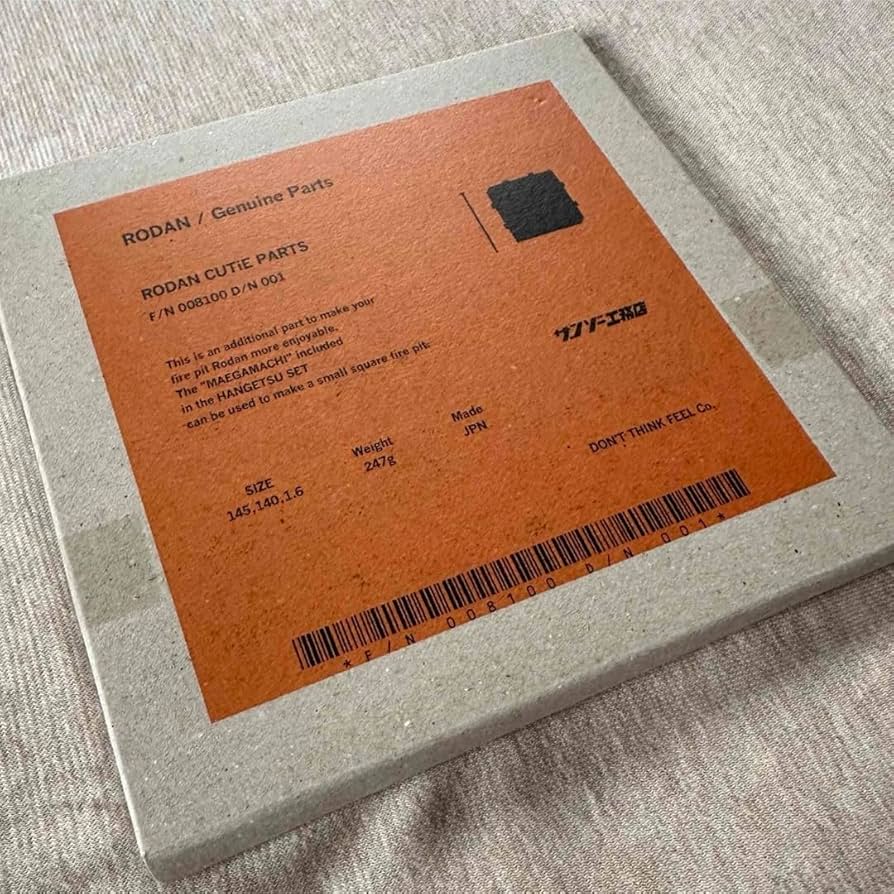 RODAN / Genuine Parts
RODAN CUTiE PARTS
F/N 008100 D/N 001
This is an additional part to make your
fire pit Rodan more enjoyable.
The "MAEGAMACHI" included
in the HANGETSU SET
can be used to make a small square fire pit.
サンゾー工務店
SIZE
145,140,1.6
Weight
247g
Made
JPN
DON'T THINK FEEL Co,
*F/N 008100 D/N 001*